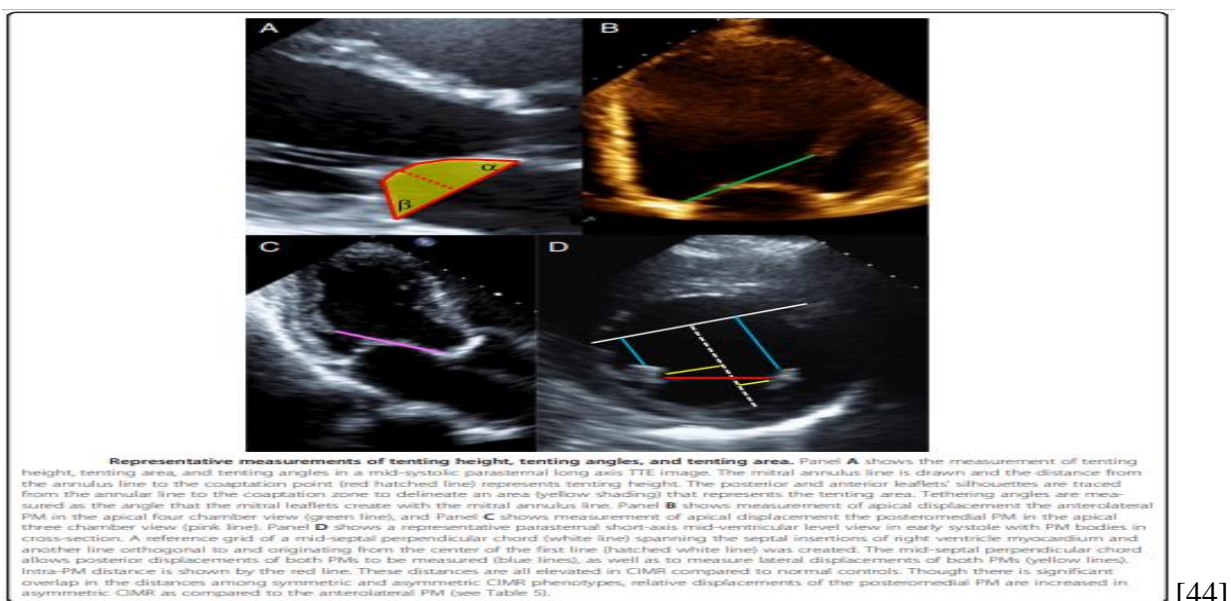 A
B
α
β
C
D
Representative measurements of tenting height, tenting angles, and tenting area. Panel A shows the measurement of tenting
height, tenting area, and tenting angles in a mid-systolic parasternal long axis TTE image. The mitral annulus line is drawn and the distance from
the annulus line to the coaptation point (red hatched line) represents tenting height. The posterior and anterior leaflets' silhouettes are traced
from the annular line to the coaptation zone to delineate an area (yellow shading) that represents the tenting area. Tethering angles are mea-
sured as the angle that the mitral leaflets create with the mitral annulus line. Panel B shows measurement of apical displacement the anterolateral
PM in the apical four chamber view (green line), and Panel C shows measurement of apical displacement the posteromedial PM in the apical
three chamber view (pink line). Panel D shows a representative parasternal short-axis mid-ventricular level view in early systole with PM bodies in
cross-section. A reference grid of a mid-septal perpendicular chord (white line) spanning the septal insertions of right ventricle myocardium and
another line orthogonal to and originating from the center of the first line (hatched white line) was created. The mid-septal perpendicular chord
allows posterior displacements of both PMs to be measured (blue lines), as well as to measure lateral displacements of both PMs (yellow lines).
Intra-PM distance is shown by the red line. These distances are all elevated in CIMR compared to normal controls. Though there is significant
overlap in the distances among symmetric and asymmetric CIMR phenotypes, relative displacements of the posteromedial PM are increased in
asymmetric CIMR as compared to the anterolateral PM (see Table 5).
[44]